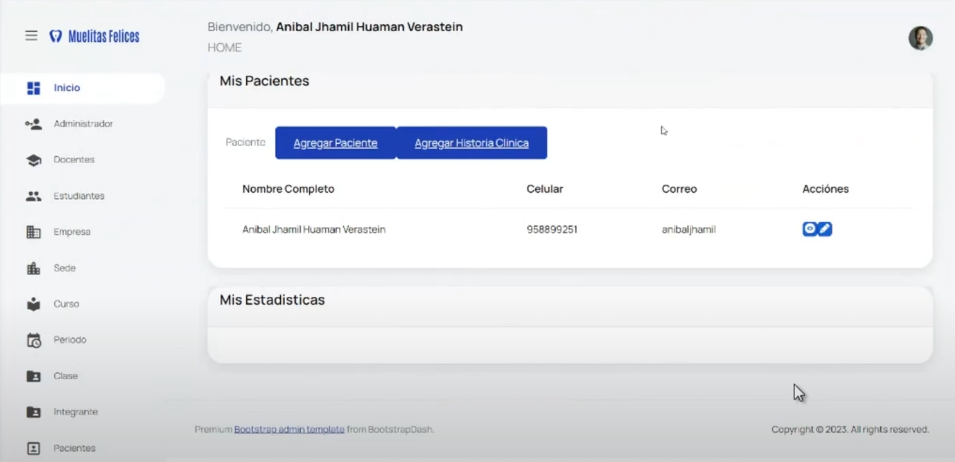 Muelitas Felices
Bienvenido, Anibal Jhamil Huaman Verastein
HOME
Inicio
Administrador
Docentes
Estudiantes
Empresa
Sede
Curso
Periodo
Clase
Integrante
Pacientes
Mis Pacientes
Paciente Agregar Paciente Agregar Historia Clinica
Nombre Completo Celular Correo Acciónes
Anibal Jhamil Huaman Verastein 958899251 anibaljhamil
Mis Estadisticas
Premium Bootstrap admin template from BootstrapDash. Copyright © 2023. All rights reserved.